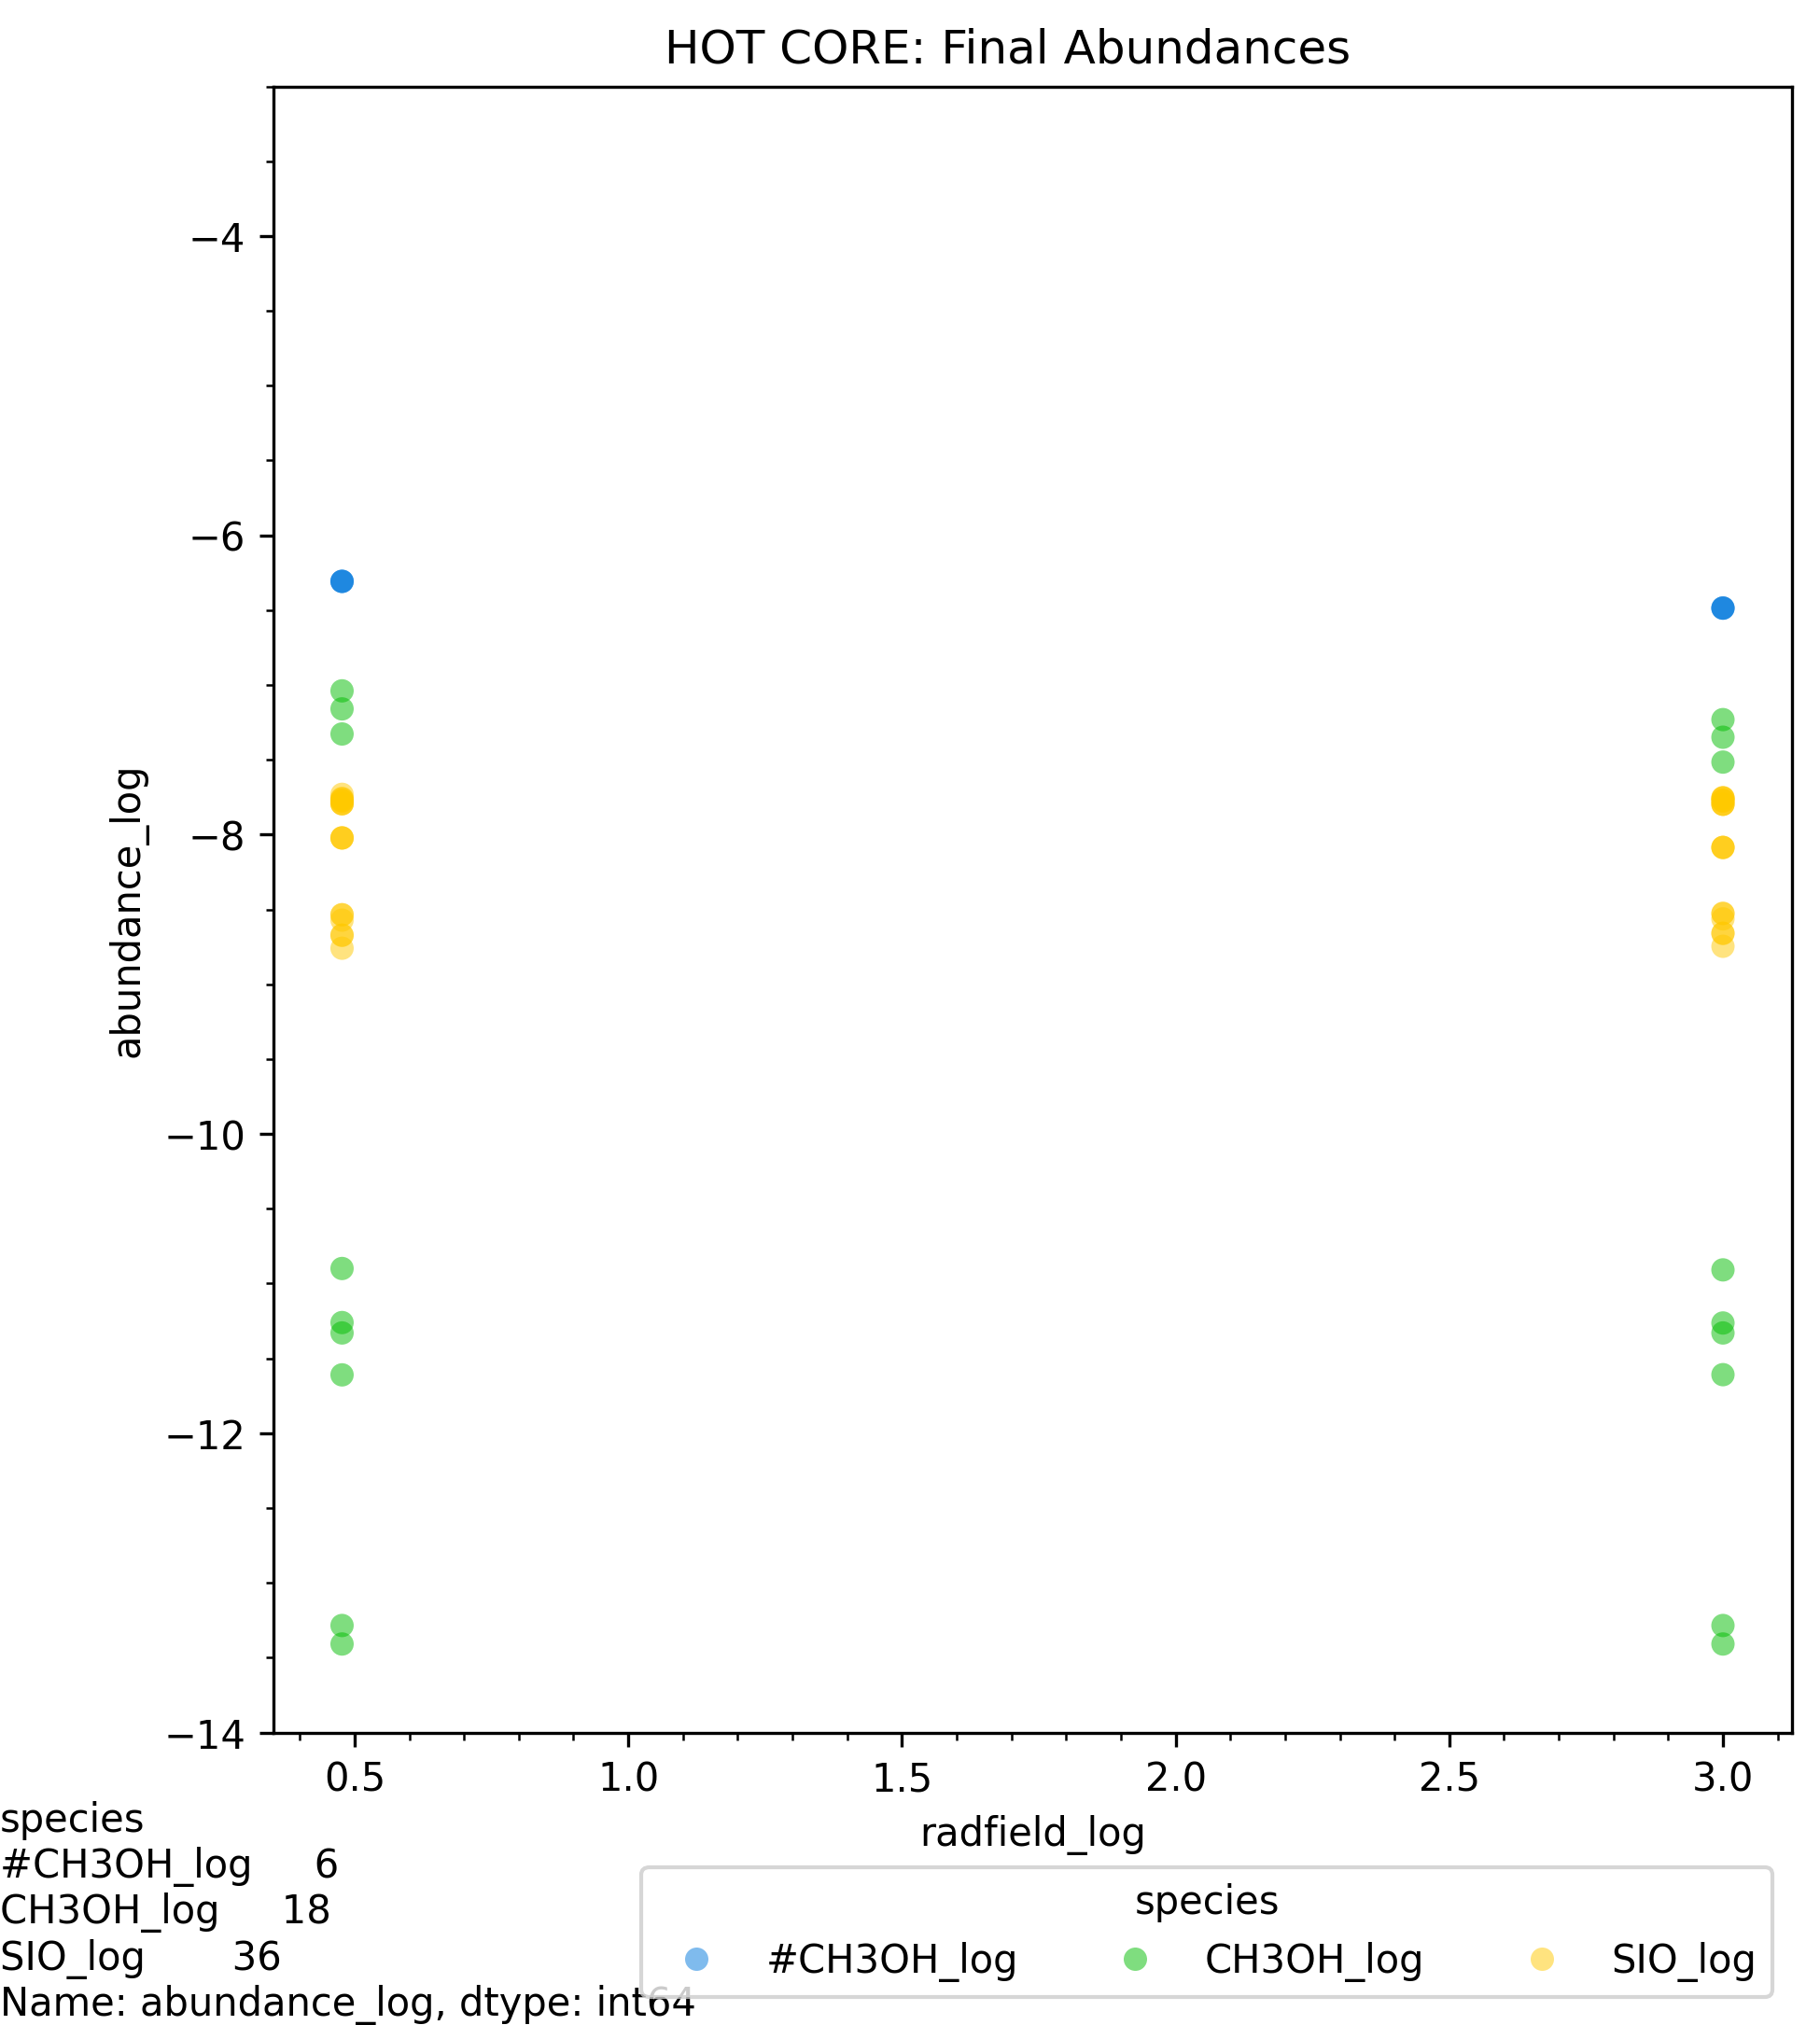 HOT CORE: Final Abundances
−4
−6
−8
−10
−12
−14
abundance_log
0.5 1.0 1.5 2.0 2.5 3.0
radfield_log
species
#CH3OH_log 6
CH3OH_log 18
SIO_log 36
Name: abundance_log, dtype: int64
species
#CH3OH_log CH3OH_log SIO_log